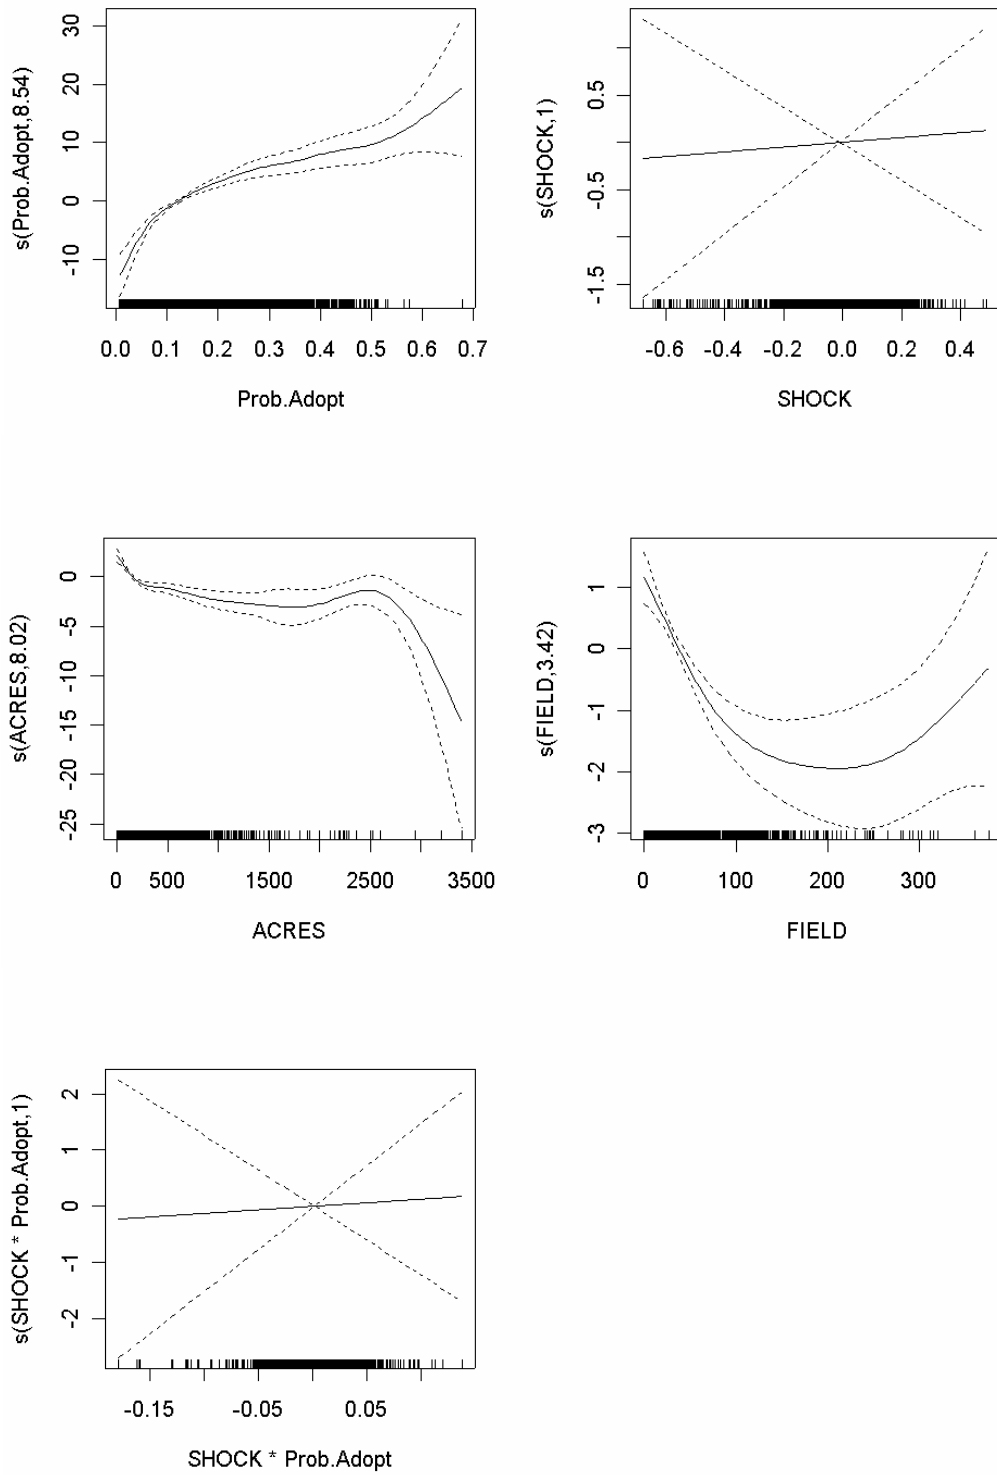 s(Prob.Adopt,8.54)
30
20
10
0
-10
0.0 0.1 0.2 0.3 0.4 0.5 0.6 0.7
Prob.Adopt
s(SHOCK,1)
0.5
-0.5
-1.5
-0.6 -0.4 -0.2 0.0 0.2 0.4
SHOCK
s(ACRES,8.02)
0
-5
-10
-15
-20
-25
0 500 1500 2500 3500
ACRES
s(FIELD,3.42)
1
0
-1
-2
-3
0 100 200 300
FIELD
s(SHOCK * Prob.Adopt,1)
2
1
0
-1
-2
-0.15 -0.05 0.05
SHOCK * Prob.Adopt